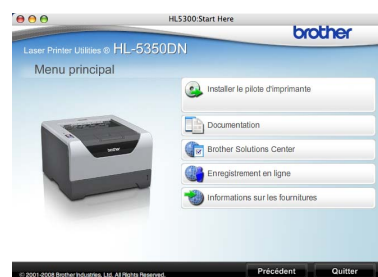 HL5300:Start Here
brother
Laser Printer Utilities ® HL-5350DN
Menu principal
Installer le pilote d'imprimante
Documentation
Brother Solutions Center
Enregistrement en ligne
Informations sur les fournitures
brother
© 2001-2008 Brother Industries, Ltd. All Rights Reserved.
Précédent
Quitter